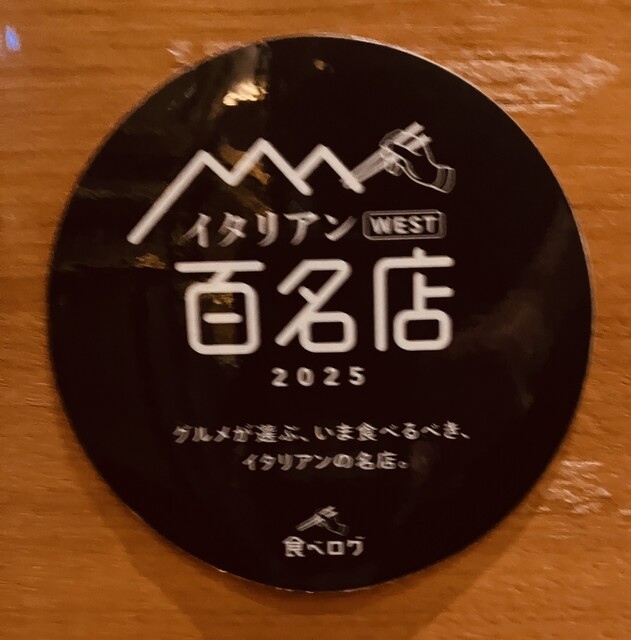 イタリアン WEST
百名店
2025
グルメが選ぶ、いま食べるべき、
イタリアンの名店。
食べログ